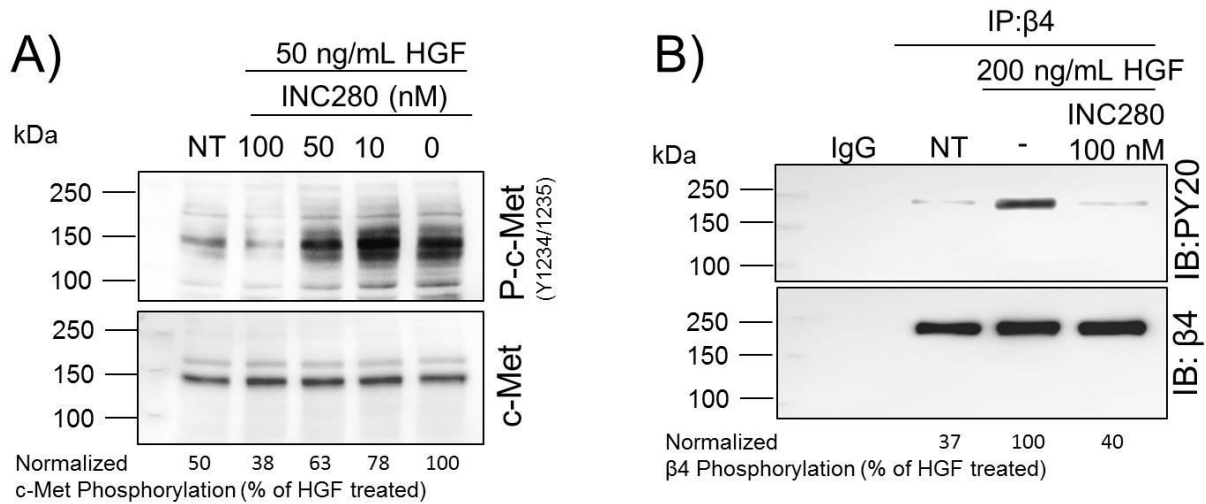 A)
50 ng/mL HGF
INC280 (nM)
kDa
NT 100 50 10 0
250
150
100
P-c-Met
(Y1234/1235)
250
150
100
c-Met
Normalized 50 38 63 78 100
c-Met Phosphorylation (% of HGF treated)
B)
IP:β4
200 ng/mL HGF
INC280
kDa IgG NT - 100 nM
250
150
100
IB:PY20
250
150
100
IB: β4
Normalized 37 100 40
β4 Phosphorylation (% of HGF treated)